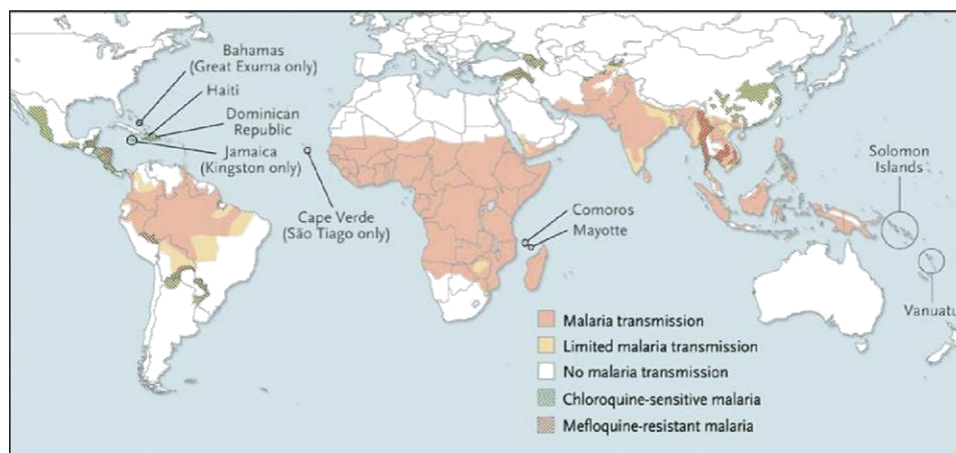 Bahamas
(Great Exuma only)
Haiti
Dominican
Republic
Jamaica
(Kingston only)
Cape Verde
(São Tiago only)
Comoros
Mayotte
Solomon
Islands
Vanuatu
Malaria transmission
Limited malaria transmission
No malaria transmission
Chloroquine-sensitive malaria
Mefloquine-resistant malaria